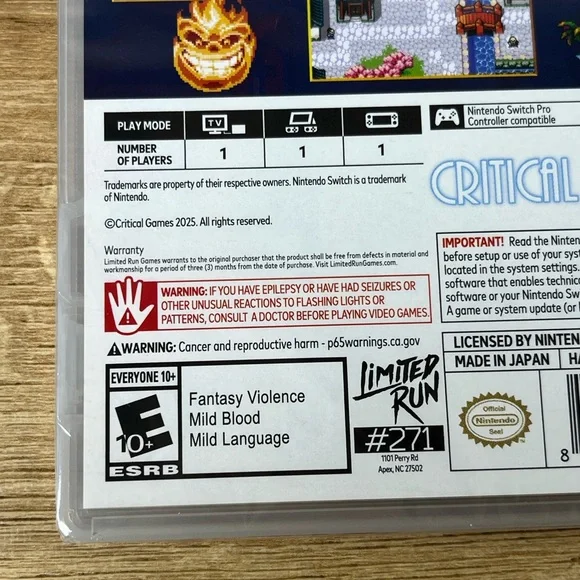 PLAY MODE
TV
Nintendo Switch Pro
Controller compatible
NUMBER
OF PLAYERS
1
1
1
Trademarks are property of their respective owners. Nintendo Switch is a trademark
of Nintendo.
CRITICAL
©Critical Games 2025. All rights reserved.
Warranty
Limited Run Games warrants to the original purchaser that the product shall be free from defects in material and
workmanship for a period of three (3) months from the date of purchase. Visit LimitedRunGames.com.
IMPORTANT! Read the Ninten
before setup or use of your syst
located in the system settings.
software that enables technic
software or your Nintendo Sw
A game or system update (or
WARNING: IF YOU HAVE EPILEPSY OR HAVE HAD SEIZURES OR
OTHER UNUSUAL REACTIONS TO FLASHING LIGHTS OR
PATTERNS, CONSULT A DOCTOR BEFORE PLAYING VIDEO GAMES.
WARNING: Cancer and reproductive harm - p65warnings.ca.gov
LICENSED BY NINTEN
MADE IN JAPAN
HA
EVERYONE 10+
E
10+
ESRB
Fantasy Violence
Mild Blood
Mild Language
LIMITED
RUN
#271
1101 Perry Rd
Apex, NC 27502
Official
Nintendo
Seal
8